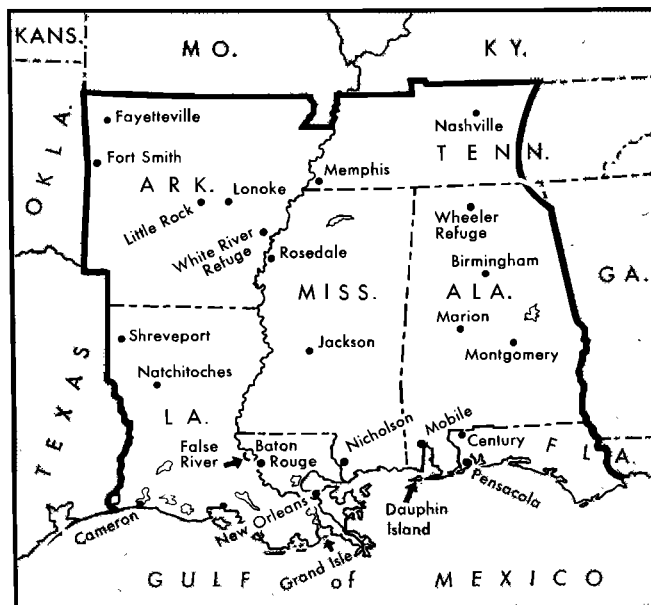 KANS.
MO.
KY.
OKLA.
Fayetteville
Fort Smith
ARK.
Lonoke
Little Rock
White River
Refuge
Memphis
Nashville
TENN.
Rosedale
Wheeler
Refuge
Birmingham
MISS.
ALA.
GA.
Marion
Montgomery
Jackson
Shreveport
Natchitoches
TEXAS
LA.
False
River
Baton
Rouge
Nicholson
Mobile
Century
FLA.
Pensacola
Dauphin
Island
New Orleans
Cameron
Grand Isle
GULF of MEXICO